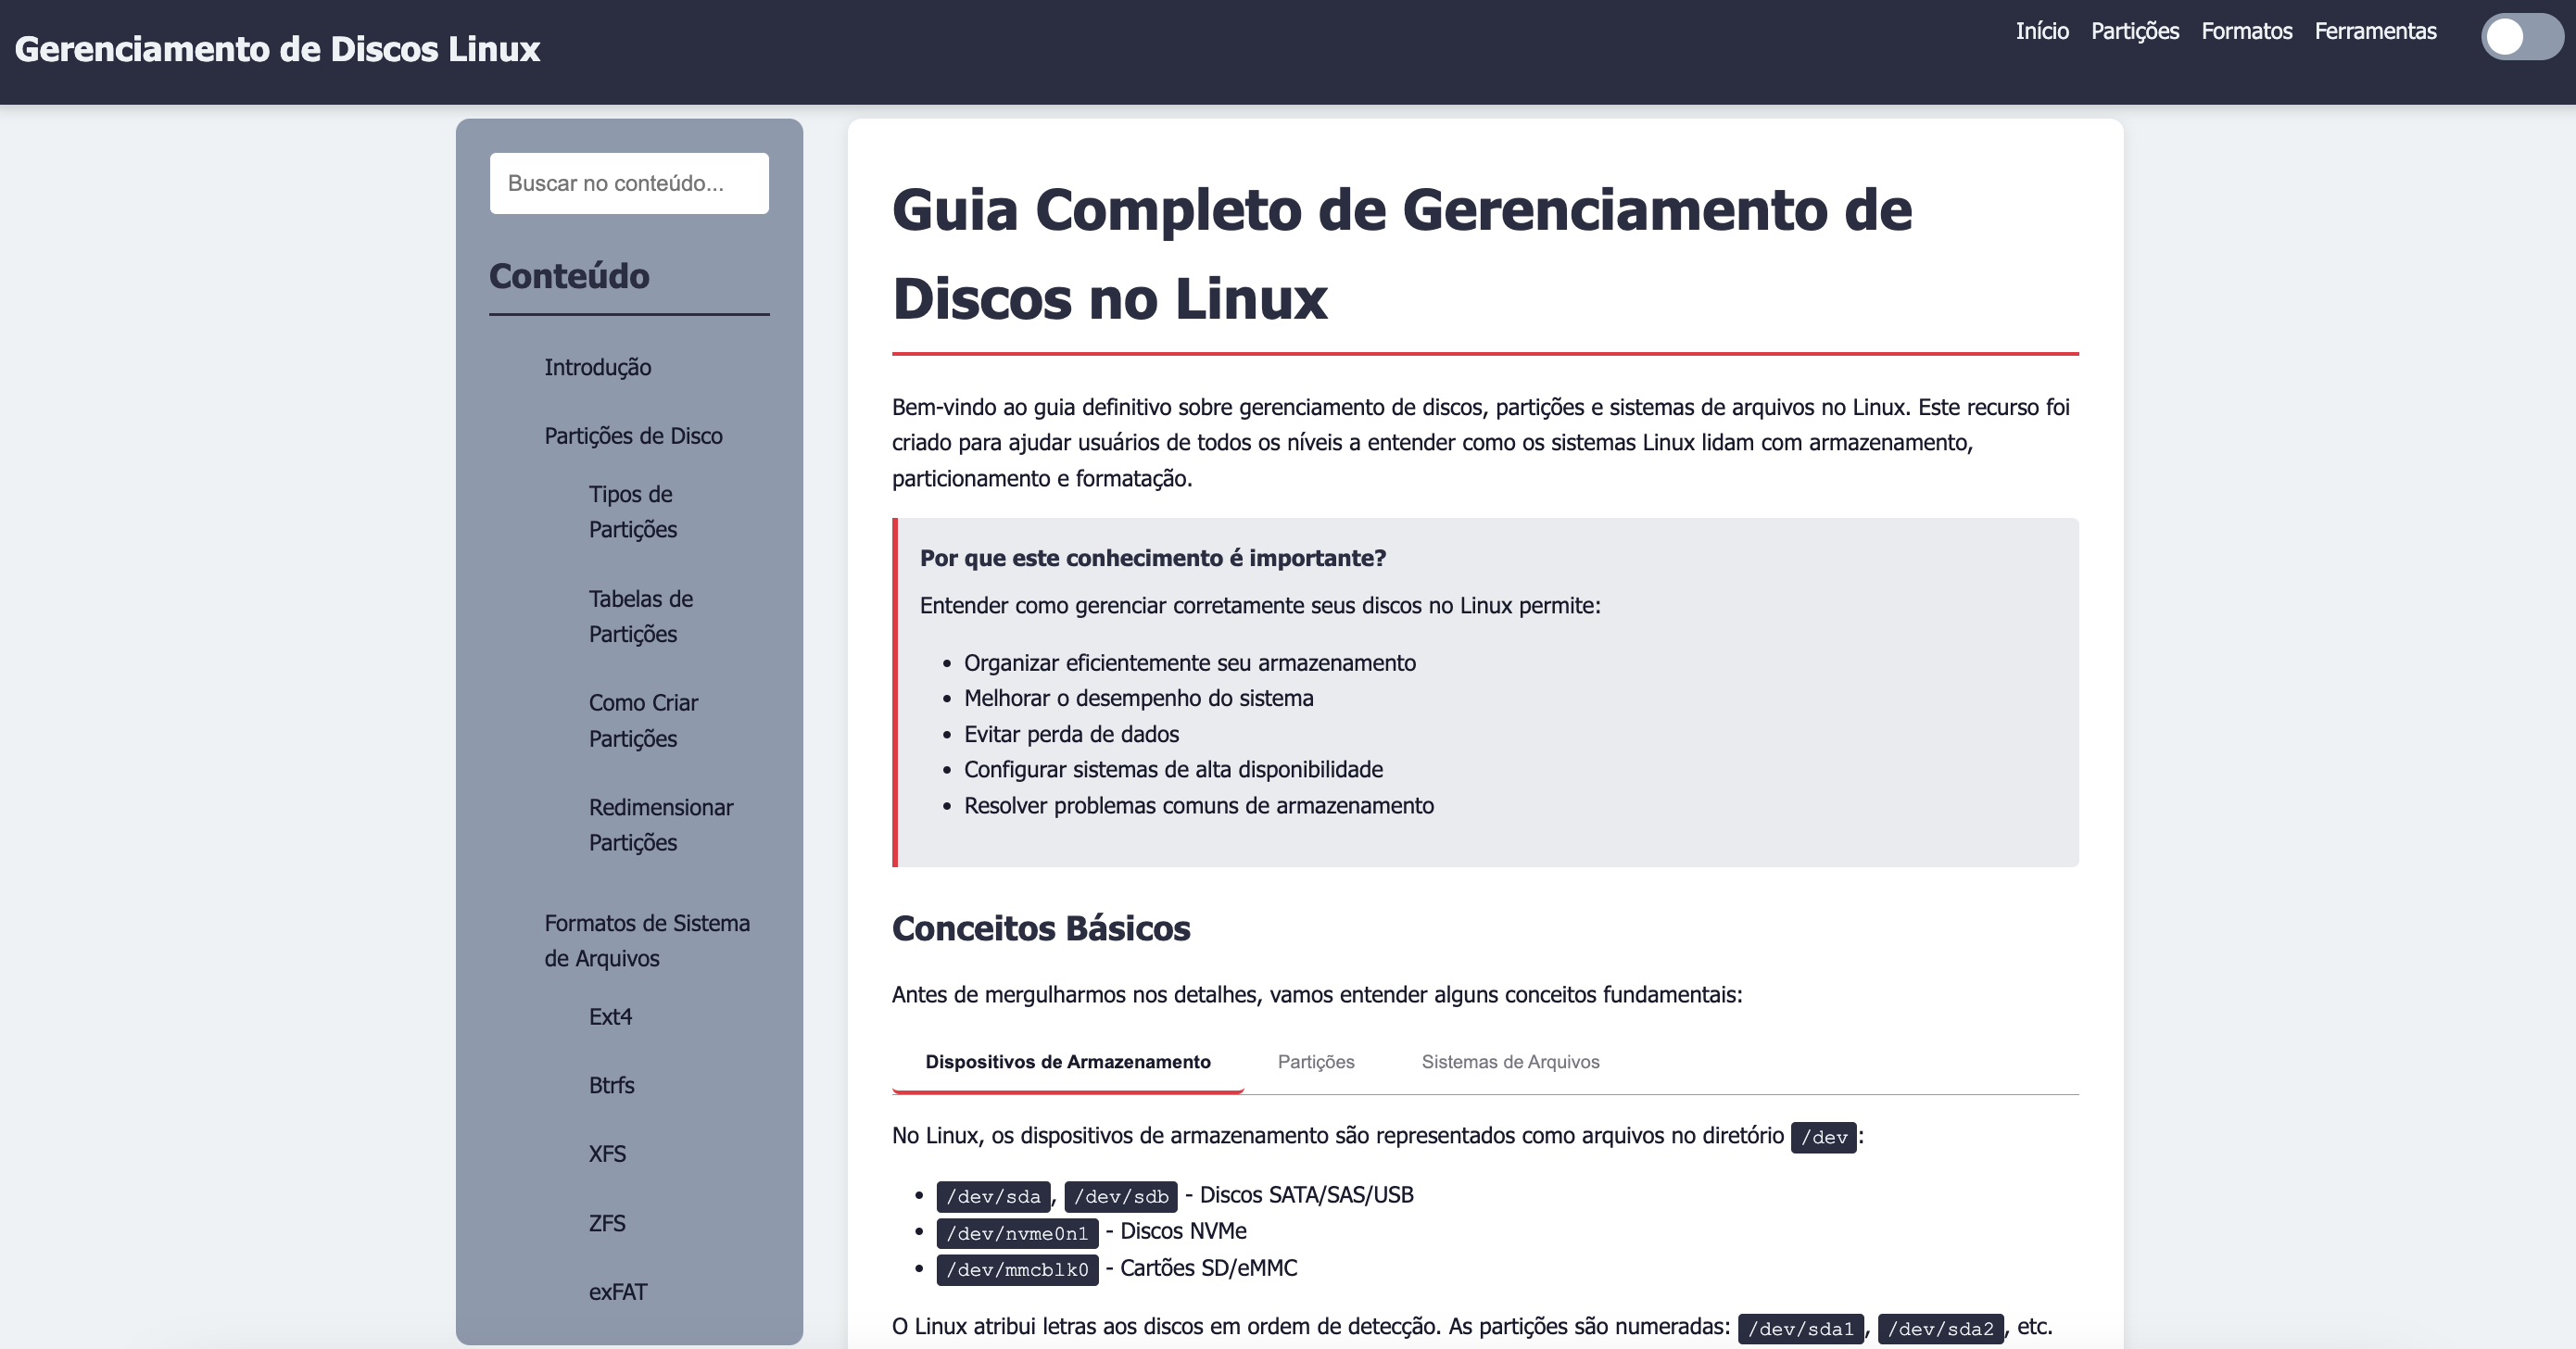 Gerenciamento de Discos Linux
Início Partições Formatos Ferramentas
Buscar no conteúdo...
Conteúdo
Introdução
Partições de Disco
Tipos de
Partições
Tabelas de
Partições
Como Criar
Partições
Redimensionar
Partições
Formatos de Sistema
de Arquivos
Ext4
Btrfs
XFS
ZFS
exFAT
Guia Completo de Gerenciamento de
Discos no Linux
Bem-vindo ao guia definitivo sobre gerenciamento de discos, partições e sistemas de arquivos no Linux. Este recurso foi
criado para ajudar usuários de todos os níveis a entender como os sistemas Linux lidam com armazenamento,
particionamento e formatação.
Por que este conhecimento é importante?
Entender como gerenciar corretamente seus discos no Linux permite:
• Organizar eficientemente seu armazenamento
• Melhorar o desempenho do sistema
• Evitar perda de dados
• Configurar sistemas de alta disponibilidade
• Resolver problemas comuns de armazenamento
Conceitos Básicos
Antes de mergulharmos nos detalhes, vamos entender alguns conceitos fundamentais:
Dispositivos de Armazenamento Partições Sistemas de Arquivos
No Linux, os dispositivos de armazenamento são representados como arquivos no diretório /dev:
• /dev/sda, /dev/sdb - Discos SATA/SAS/USB
• /dev/nvme0n1 - Discos NVMe
• /dev/mmcblk0 - Cartões SD/eMMC
O Linux atribui letras aos discos em ordem de detecção. As partições são numeradas: /dev/sda1, /dev/sda2, etc.